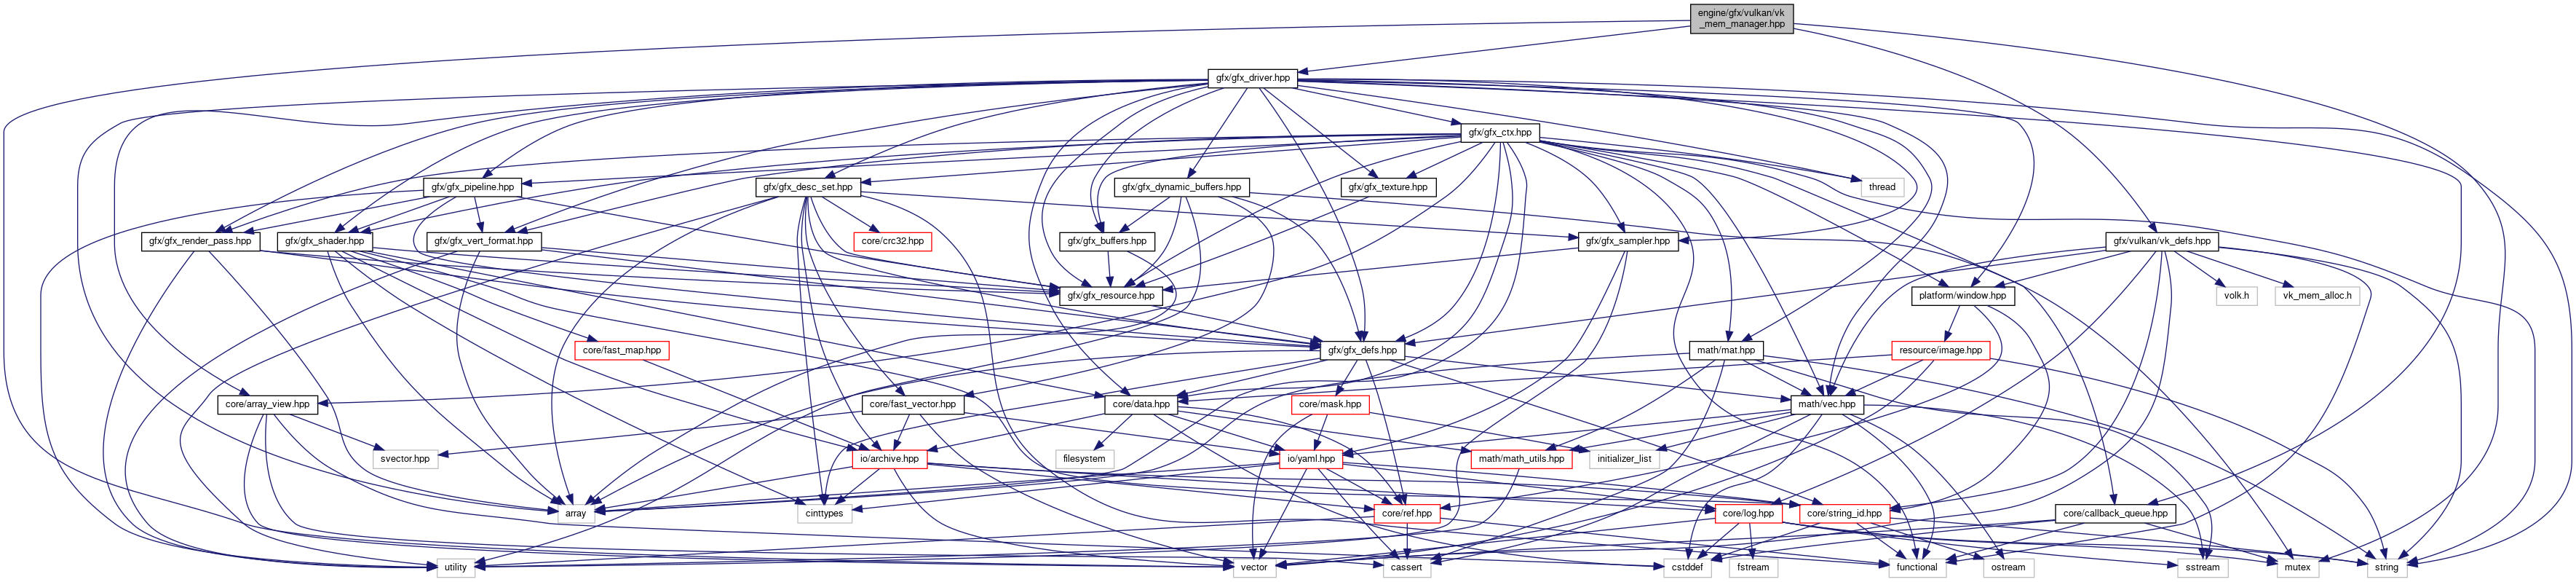 engine/gfx/vulkan/vk
_mem_manager.hpp
gfx/gfx_driver.hpp
gfx/gfx_ctx.hpp
gfx/gfx_pipeline.hpp
gfx/gfx_desc_set.hpp
gfx/gfx_dynamic_buffers.hpp
gfx/gfx_texture.hpp
thread
gfx/gfx_render_pass.hpp
gfx/gfx_shader.hpp
gfx/gfx_vert_format.hpp
core/crc32.hpp
gfx/gfx_buffers.hpp
gfx/gfx_sampler.hpp
gfx/vulkan/vk_defs.hpp
gfx/gfx_resource.hpp
platform/window.hpp
volk.h
vk_mem_alloc.h
core/fast_map.hpp
gfx/gfx_defs.hpp
math/mat.hpp
resource/image.hpp
core/array_view.hpp
core/fast_vector.hpp
core/data.hpp
core/mask.hpp
math/vec.hpp
svector.hpp
io/archive.hpp
filesystem
io/yaml.hpp
math/math_utils.hpp
initializer_list
array
cinttypes
core/ref.hpp
core/log.hpp
core/string_id.hpp
core/callback_queue.hpp
utility
vector
cassert
cstddef
fstream
functional
ostream
sstream
mutex
string